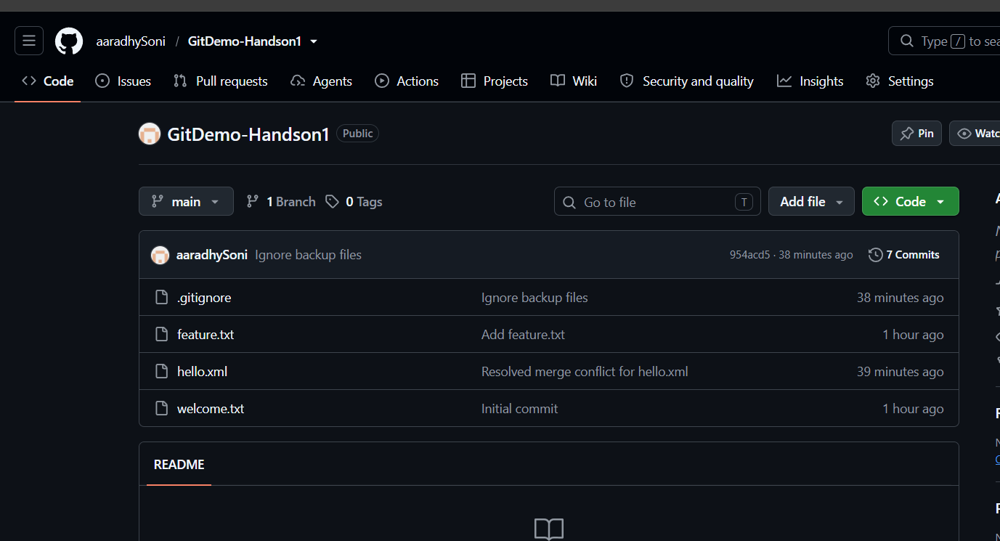 aaradhySoni / GitDemo-Handson1
Type / to sea
Code Issues Pull requests Agents Actions Projects Wiki Security and quality Insights Settings
GitDemo-Handson1 Public
Pin Watc
main 1 Branch 0 Tags Go to file T Add file Code
aaradhySoni Ignore backup files 954acd5 · 38 minutes ago 7 Commits
.gitignore Ignore backup files 38 minutes ago
feature.txt Add feature.txt 1 hour ago
hello.xml Resolved merge conflict for hello.xml 39 minutes ago
welcome.txt Initial commit 1 hour ago
README